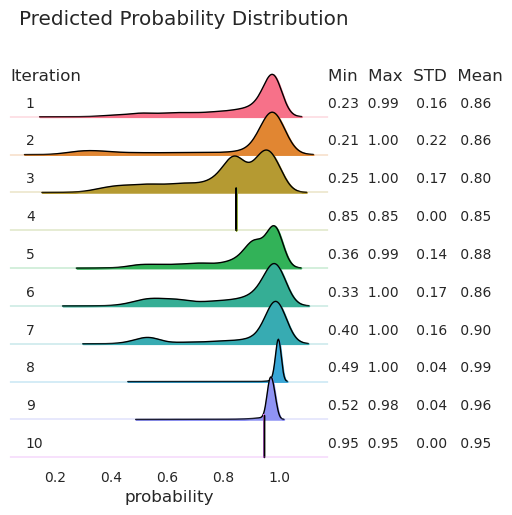 Predicted Probability Distribution
Iteration Min Max STD Mean
1 0.23 0.99 0.16 0.86
2 0.21 1.00 0.22 0.86
3 0.25 1.00 0.17 0.80
4 0.85 0.85 0.00 0.85
5 0.36 0.99 0.14 0.88
6 0.33 1.00 0.17 0.86
7 0.40 1.00 0.16 0.90
8 0.49 1.00 0.04 0.99
9 0.52 0.98 0.04 0.96
10 0.95 0.95 0.00 0.95
0.2 0.4 0.6 0.8 1.0
probability